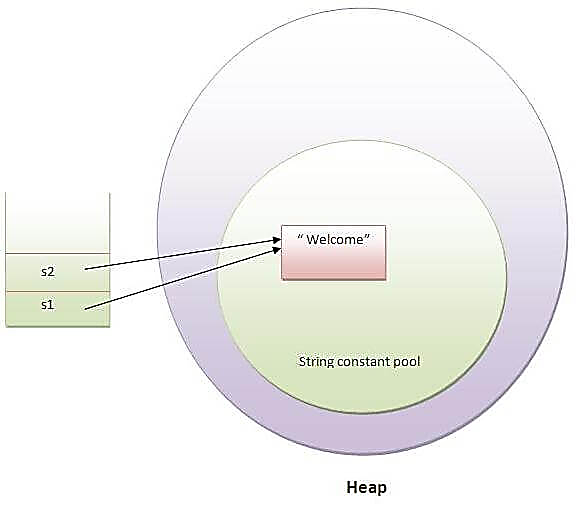 “ Welcome”
s2
s1
String constant pool
Heap